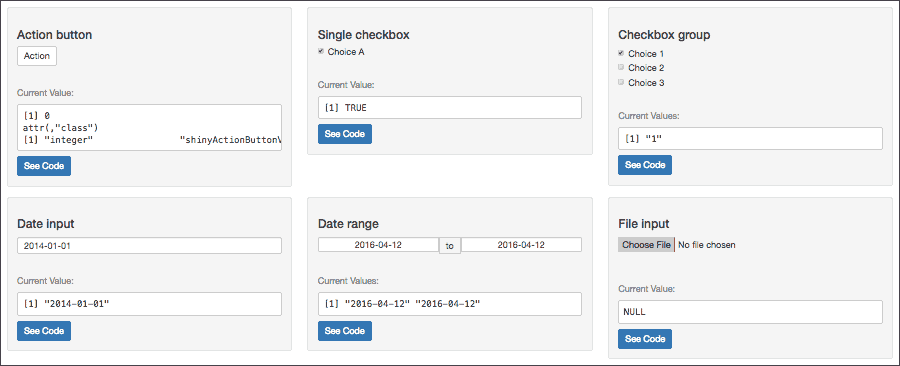 Action button
Action
Current Value:
[1] 0
attr(,"class")
[1] "integer" "shinyActionButtonV
See Code
Single checkbox
Choice A
Current Value:
[1] TRUE
See Code
Checkbox group
Choice 1
Choice 2
Choice 3
Current Values:
[1] "1"
See Code
Date input
2014-01-01
Current Value:
[1] "2014-01-01"
See Code
Date range
2016-04-12 to 2016-04-12
Current Values:
[1] "2016-04-12" "2016-04-12"
See Code
File input
Choose File No file chosen
Current Value:
NULL
See Code